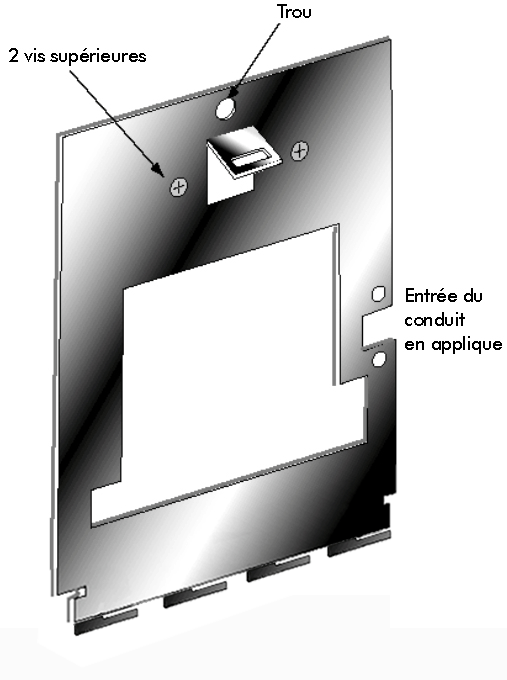 Trou
2 vis supérieures
Entrée du
conduit
en applique